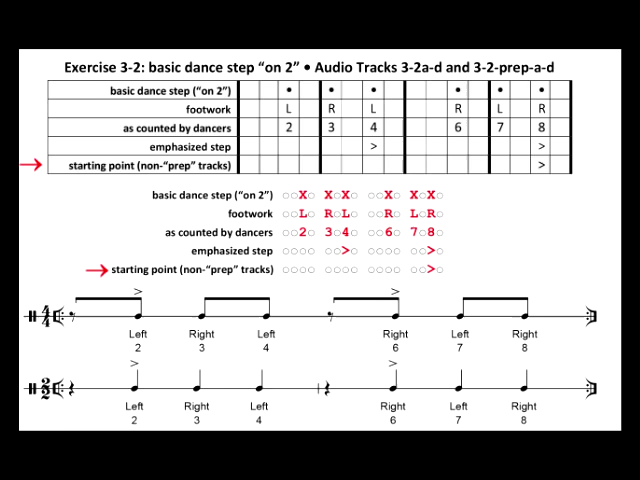 Exercise 3-2: basic dance step “on 2” • Audio Tracks 3-2a-d and 3-2-prep-a-d
basic dance step (“on 2”) • • • • • •
footwork L R L R L R
as counted by dancers 2 3 4 6 7 8
emphasized step > >
starting point (non-“prep” tracks) >
basic dance step (“on 2”) ○○X○ X○X○ ○○X○ X○X○
footwork ○○L○ R○L○ ○○R○ L○R○
as counted by dancers ○○2○ 3○4○ ○○6○ 7○8○
emphasized step ○○○○ ○○>○ ○○○○ ○○>○
starting point (non-“prep” tracks) ○○○○ ○○○○ ○○○○ ○○>○
> >
4/4
Left Right Left Right Left Right
2 3 4 6 7 8
> >
2/2
Left Right Left Right Left Right
2 3 4 6 7 8